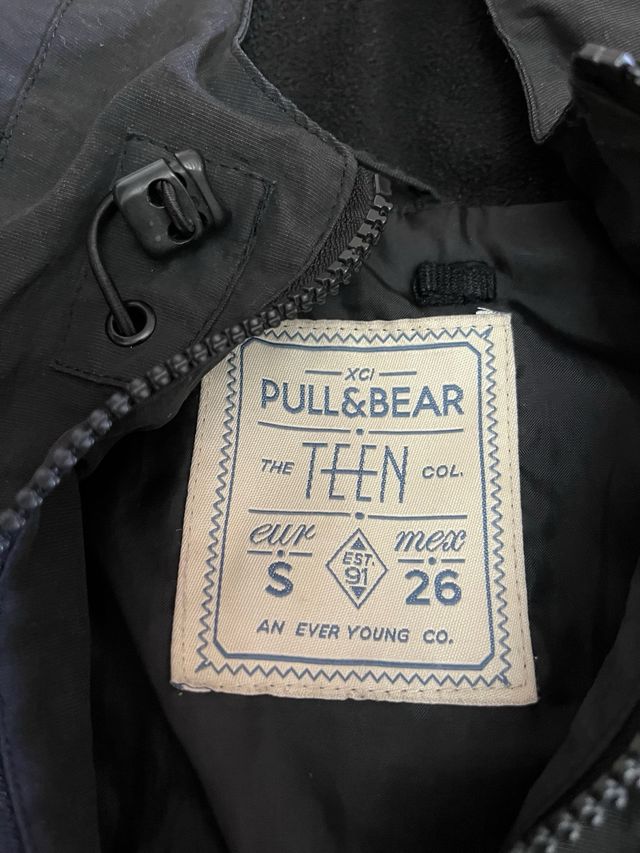 XCI
PULL&BEAR
THE TEEN COL.
eur EST. mex
S 91 26
AN EVER YOUNG CO.